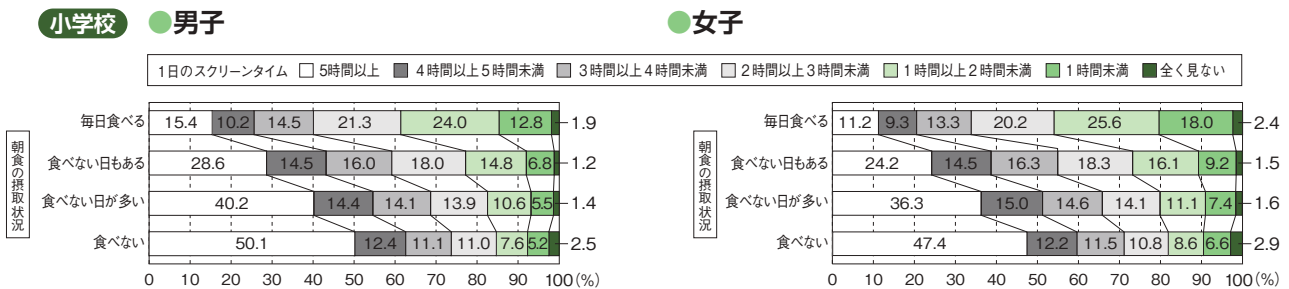 小学校 ●男子 ●女子
1日のスクリーンタイム 5時間以上 4時間以上5時間未満 3時間以上4時間未満 2時間以上3時間未満 1時間以上2時間未満 1時間未満 全く見ない
朝食の摂取状況
毎日食べる 15.4 10.2 14.5 21.3 24.0 12.8 1.9
食べない日もある 28.6 14.5 16.0 18.0 14.8 6.8 1.2
食べない日が多い 40.2 14.4 14.1 13.9 10.6 5.5 1.4
食べない 50.1 12.4 11.1 11.0 7.6 5.2 2.5
0 10 20 30 40 50 60 70 80 90 100(%)
朝食の摂取状況
毎日食べる 11.2 9.3 13.3 20.2 25.6 18.0 2.4
食べない日もある 24.2 14.5 16.3 18.3 16.1 9.2 1.5
食べない日が多い 36.3 15.0 14.6 14.1 11.1 7.4 1.6
食べない 47.4 12.2 11.5 10.8 8.6 6.6 2.9
0 10 20 30 40 50 60 70 80 90 100(%)